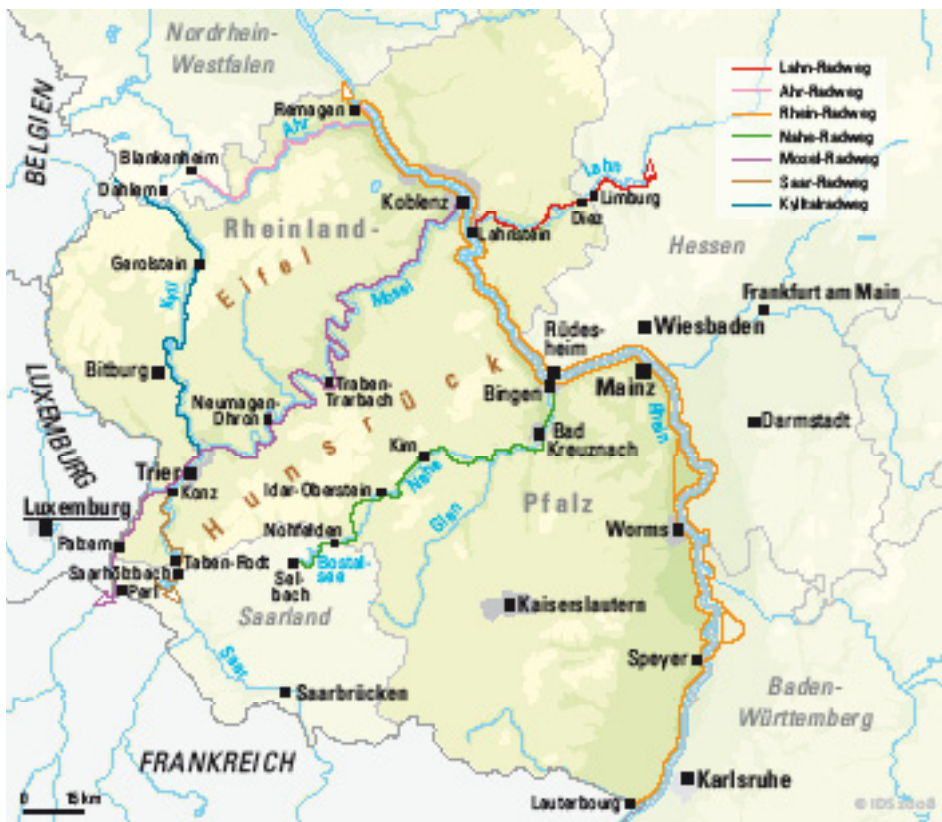 Nordrhein-
Westfalen
Lahn-Radweg
Ahr-Radweg
Rhein-Radweg
Nahe-Radweg
Mosel-Radweg
Saar-Radweg
Kylltalradweg
BELGIEN
Remagen
Ahr
Blankenheim
Dahlem
Koblenz
Lahn
Limburg
Diez
Lahnstein
Rheinland-
Hessen
Gerolstein
Eifel
Kyll
Mosel
Frankfurt am Main
Wiesbaden
Rüdes-
heim
Mainz
Bingen
Rhein
Bitburg
Traben-
Trarbach
Neumagen-
Dhron
Darmstadt
Bad
Kreuznach
LUXEMBURG
Hunsrück
Kirn
Nahe
Trier
Konz
Idar-Oberstein
Glan
Pfalz
Luxemburg
Worms
Palzem
Nohfelden
Bostal-
see
Taben-Rodt
Saarhölzbach
Sel-
bach
Perl
Saarland
Kaiserslautern
Speyer
Saar
Saarbrücken
Baden-
Württemberg
FRANKREICH
Karlsruhe
Lauterbourg
0 15 km
© IDS 2008